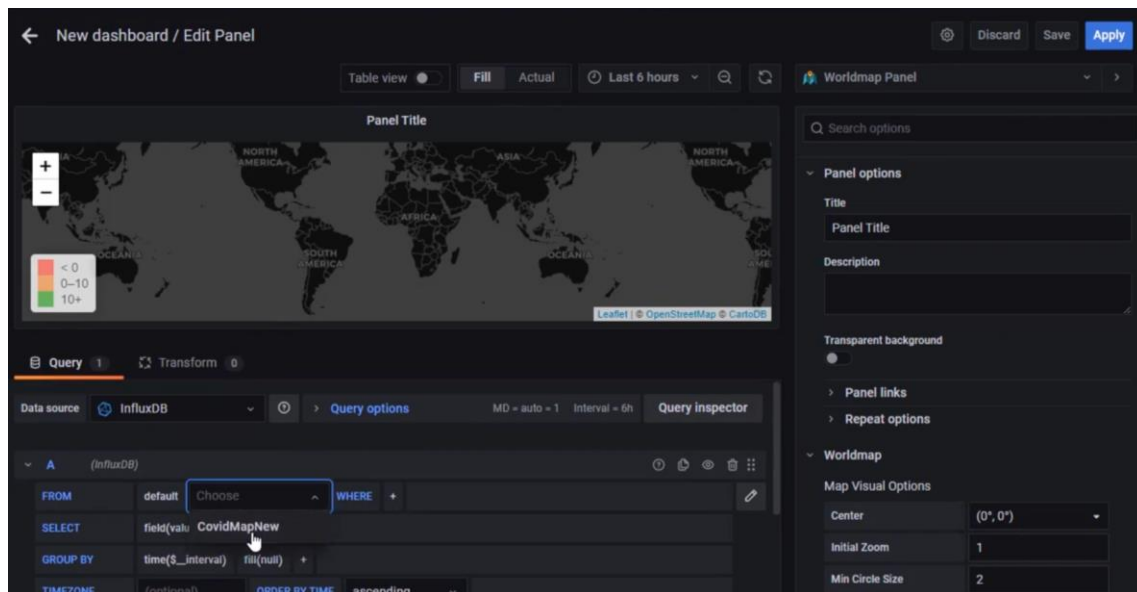 New dashboard / Edit Panel
Discard Save Apply
Table view Fill Actual Last 6 hours
Worldmap Panel
Panel Title
Search options
+
−
NORTH AMERICA
ASIA
NORTH AMERICA
AFRICA
SOUTH AMERICA
OCEANIA
< 0
0–10
10+
Leaflet | © OpenStreetMap © CartoDB
Panel options
Title
Panel Title
Description
Transparent background
Panel links
Repeat options
Query 1 Transform 0
Data source InfluxDB Query options MD = auto = 1 Interval = 6h Query inspector
A (InfluxDB)
FROM default Choose WHERE +
CovidMapNew
SELECT field(valu
GROUP BY time($__interval) fill(null) +
TIMEZONE (optional) ORDER BY TIME ascending
Worldmap
Map Visual Options
Center (0°, 0°)
Initial Zoom 1
Min Circle Size 2